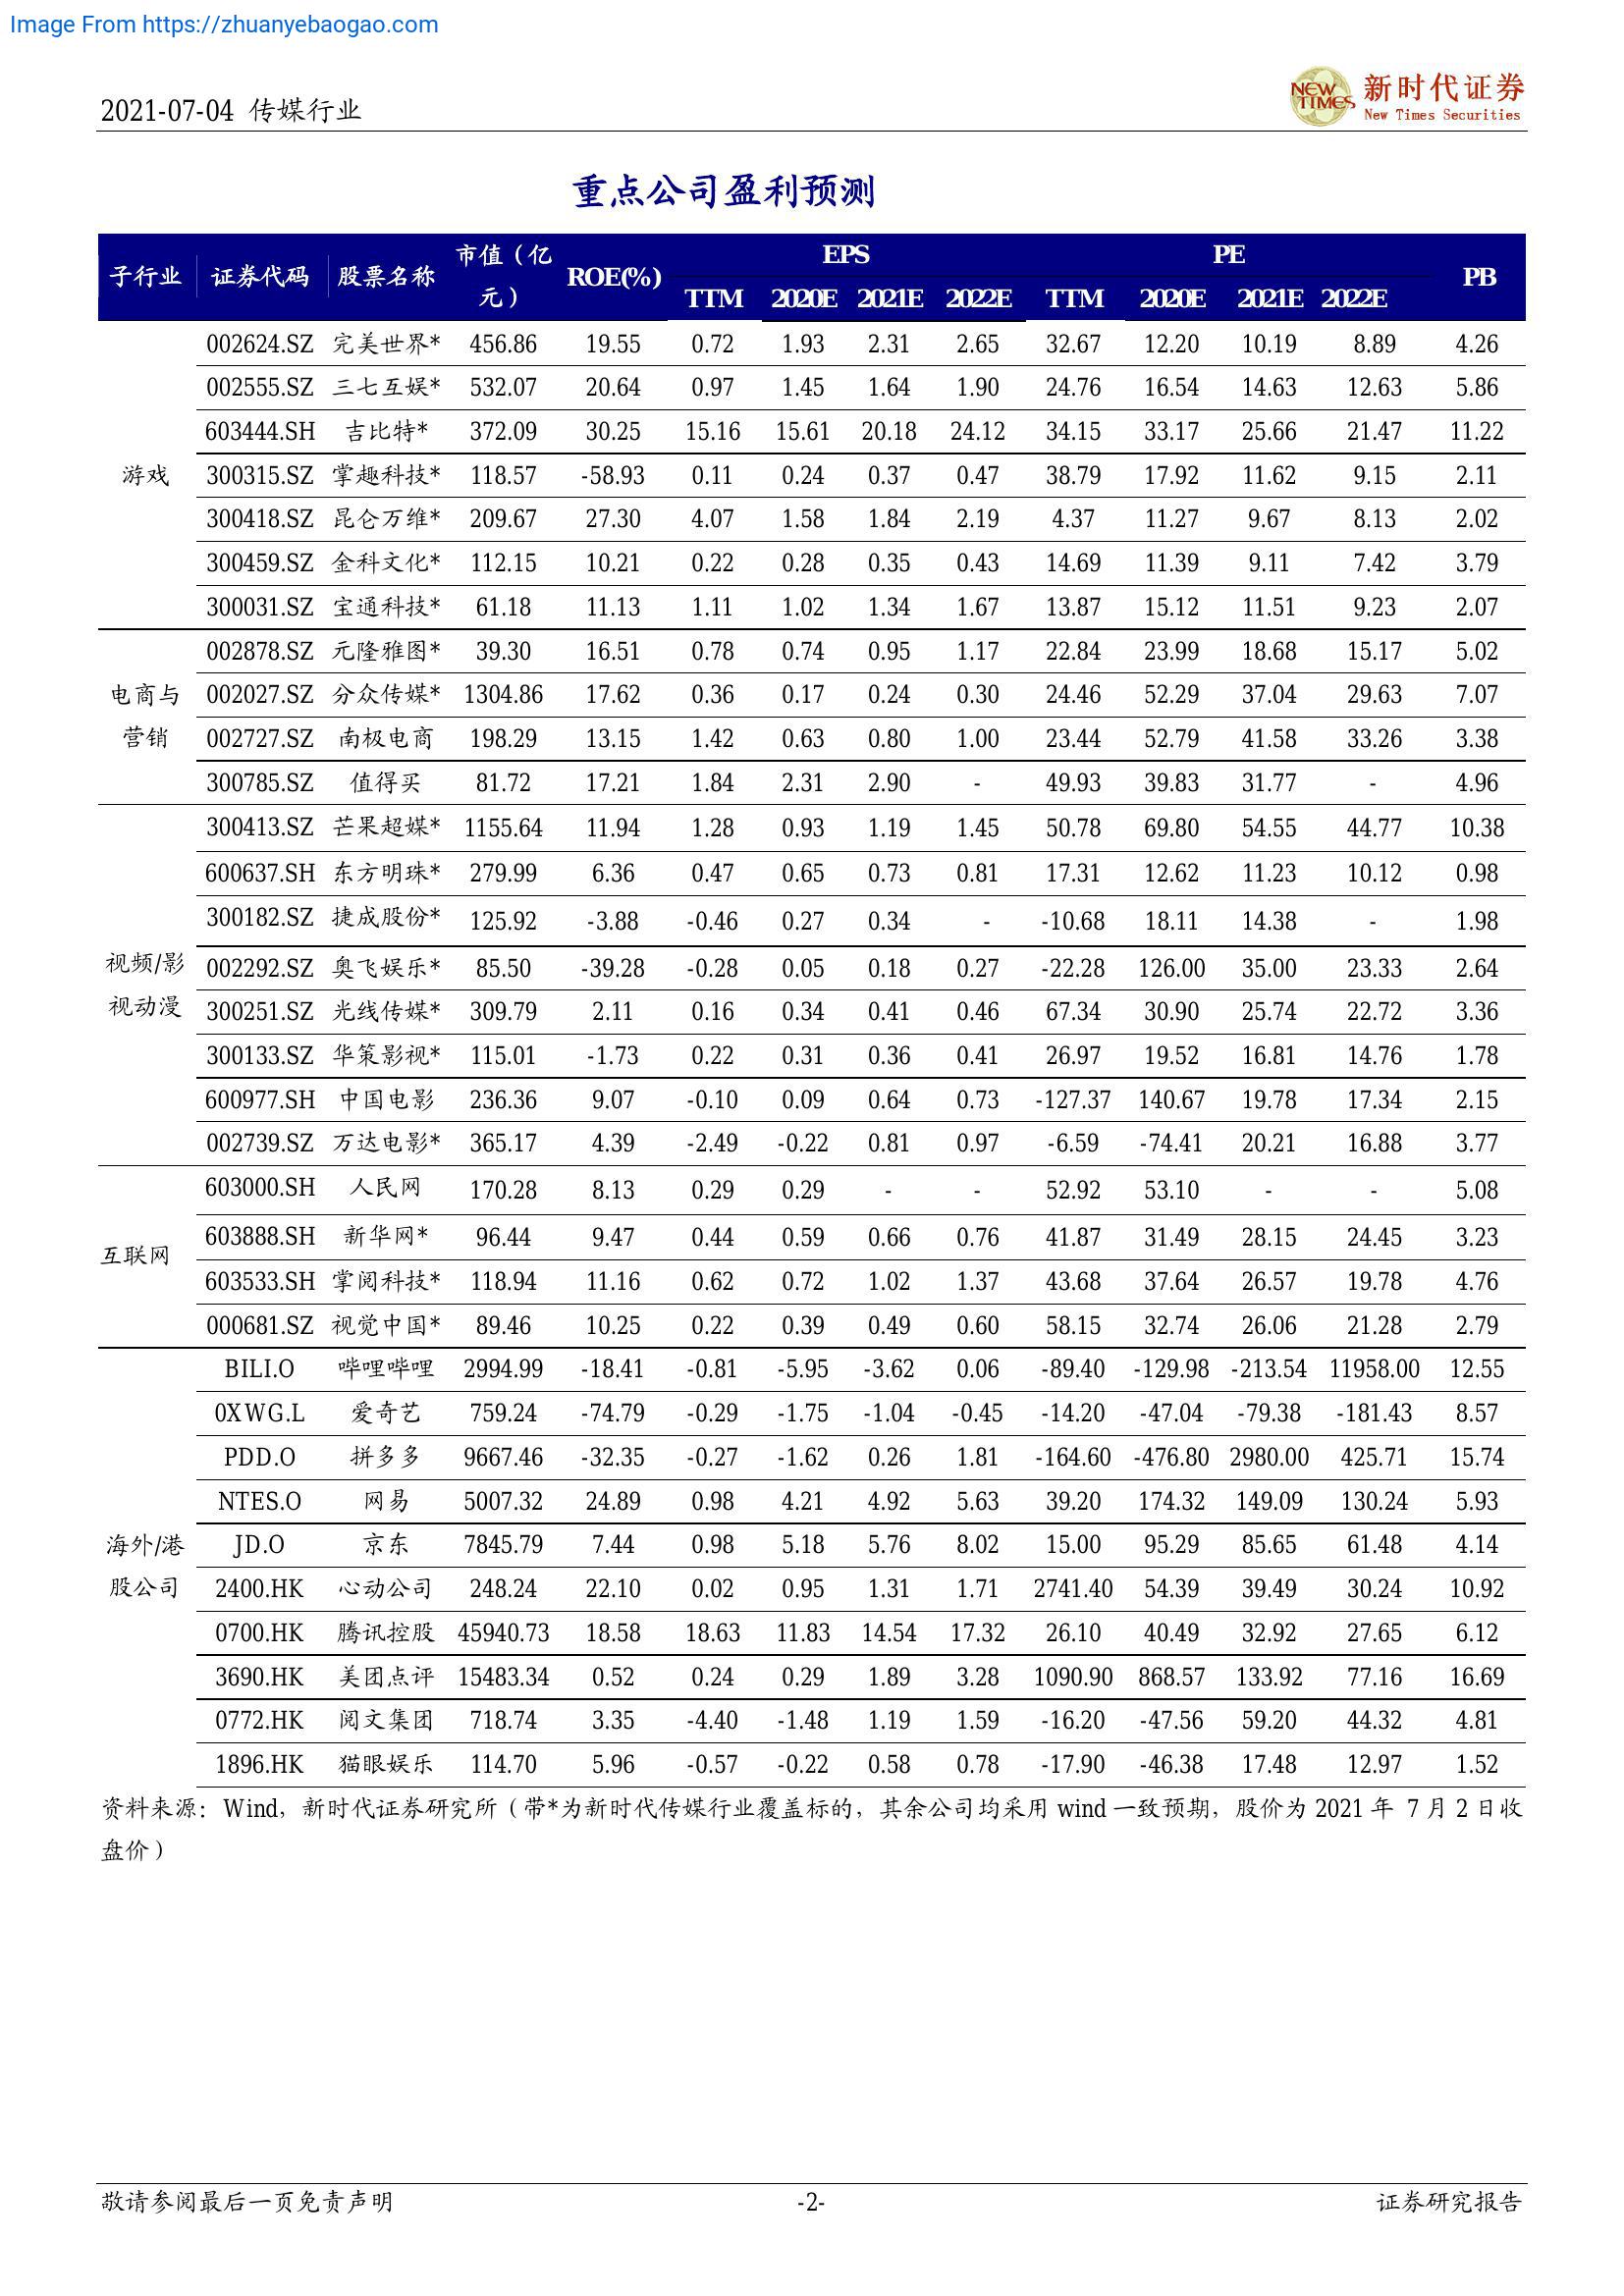 Image From https://zhuanyebaogao.com
2021-07-04 传媒行业
NEW TIMES 新时代证券
New Times Securities
重点公司盈利预测
子行业 证券代码 股票名称 市值（亿元） ROE(%) EPS PE PB
TTM 2020E 2021E 2022E TTM 2020E 2021E 2022E
游戏
002624.SZ 完美世界* 456.86 19.55 0.72 1.93 2.31 2.65 32.67 12.20 10.19 8.89 4.26
002555.SZ 三七互娱* 532.07 20.64 0.97 1.45 1.64 1.90 24.76 16.54 14.63 12.63 5.86
603444.SH 吉比特* 372.09 30.25 15.16 15.61 20.18 24.12 34.15 33.17 25.66 21.47 11.22
300315.SZ 掌趣科技* 118.57 -58.93 0.11 0.24 0.37 0.47 38.79 17.92 11.62 9.15 2.11
300418.SZ 昆仑万维* 209.67 27.30 4.07 1.58 1.84 2.19 4.37 11.27 9.67 8.13 2.02
300459.SZ 金科文化* 112.15 10.21 0.22 0.28 0.35 0.43 14.69 11.39 9.11 7.42 3.79
300031.SZ 宝通科技* 61.18 11.13 1.11 1.02 1.34 1.67 13.87 15.12 11.51 9.23 2.07
电商与营销
002878.SZ 元隆雅图* 39.30 16.51 0.78 0.74 0.95 1.17 22.84 23.99 18.68 15.17 5.02
002027.SZ 分众传媒* 1304.86 17.62 0.36 0.17 0.24 0.30 24.46 52.29 37.04 29.63 7.07
002727.SZ 南极电商 198.29 13.15 1.42 0.63 0.80 1.00 23.44 52.79 41.58 33.26 3.38
300785.SZ 值得买 81.72 17.21 1.84 2.31 2.90 - 49.93 39.83 31.77 - 4.96
视频/影视动漫
300413.SZ 芒果超媒* 1155.64 11.94 1.28 0.93 1.19 1.45 50.78 69.80 54.55 44.77 10.38
600637.SH 东方明珠* 279.99 6.36 0.47 0.65 0.73 0.81 17.31 12.62 11.23 10.12 0.98
300182.SZ 捷成股份* 125.92 -3.88 -0.46 0.27 0.34 - -10.68 18.11 14.38 - 1.98
002292.SZ 奥飞娱乐* 85.50 -39.28 -0.28 0.05 0.18 0.27 -22.28 126.00 35.00 23.33 2.64
300251.SZ 光线传媒* 309.79 2.11 0.16 0.34 0.41 0.46 67.34 30.90 25.74 22.72 3.36
300133.SZ 华策影视* 115.01 -1.73 0.22 0.31 0.36 0.41 26.97 19.52 16.81 14.76 1.78
600977.SH 中国电影 236.36 9.07 -0.10 0.09 0.64 0.73 -127.37 140.67 19.78 17.34 2.15
002739.SZ 万达电影* 365.17 4.39 -2.49 -0.22 0.81 0.97 -6.59 -74.41 20.21 16.88 3.77
互联网
603000.SH 人民网 170.28 8.13 0.29 0.29 - - 52.92 53.10 - - 5.08
603888.SH 新华网* 96.44 9.47 0.44 0.59 0.66 0.76 41.87 31.49 28.15 24.45 3.23
603533.SH 掌阅科技* 118.94 11.16 0.62 0.72 1.02 1.37 43.68 37.64 26.57 19.78 4.76
000681.SZ 视觉中国* 89.46 10.25 0.22 0.39 0.49 0.60 58.15 32.74 26.06 21.28 2.79
海外/港股公司
BILI.O 哔哩哔哩 2994.99 -18.41 -0.81 -5.95 -3.62 0.06 -89.40 -129.98 -213.54 11958.00 12.55
0XWG.L 爱奇艺 759.24 -74.79 -0.29 -1.75 -1.04 -0.45 -14.20 -47.04 -79.38 -181.43 8.57
PDD.O 拼多多 9667.46 -32.35 -0.27 -1.62 0.26 1.81 -164.60 -476.80 2980.00 425.71 15.74
NTES.O 网易 5007.32 24.89 0.98 4.21 4.92 5.63 39.20 174.32 149.09 130.24 5.93
JD.O 京东 7845.79 7.44 0.98 5.18 5.76 8.02 15.00 95.29 85.65 61.48 4.14
2400.HK 心动公司 248.24 22.10 0.02 0.95 1.31 1.71 2741.40 54.39 39.49 30.24 10.92
0700.HK 腾讯控股 45940.73 18.58 18.63 11.83 14.54 17.32 26.10 40.49 32.92 27.65 6.12
3690.HK 美团点评 15483.34 0.52 0.24 0.29 1.89 3.28 1090.90 868.57 133.92 77.16 16.69
0772.HK 阅文集团 718.74 3.35 -4.40 -1.48 1.19 1.59 -16.20 -47.56 59.20 44.32 4.81
1896.HK 猫眼娱乐 114.70 5.96 -0.57 -0.22 0.58 0.78 -17.90 -46.38 17.48 12.97 1.52
资料来源：Wind，新时代证券研究所（带*为新时代传媒行业覆盖标的，其余公司均采用 wind 一致预期，股价为 2021 年 7 月 2 日收
盘价）
敬请参阅最后一页免责声明 -2- 证券研究报告